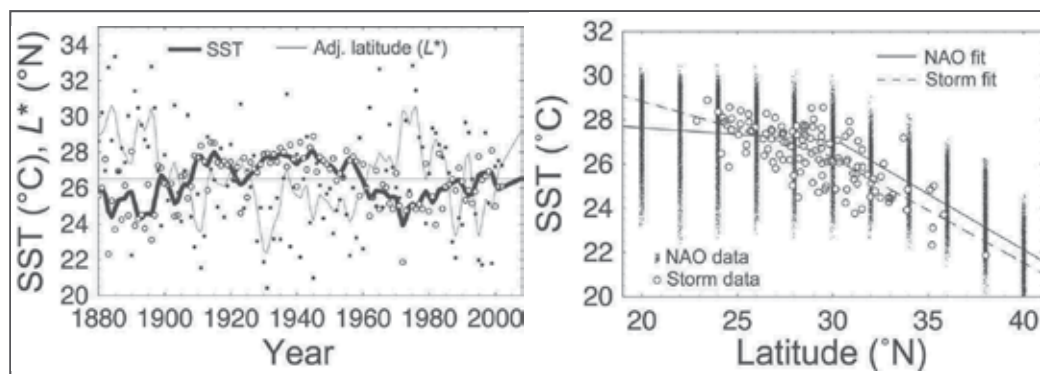 SST (°C), L* (°N)
34
32
30
28
26
24
22
20
SST
Adj. latitude (L*)
1880 1900 1920 1940 1960 1980 2000
Year
SST (°C)
30
28
26
24
22
20
NAO fit
Storm fit
NAO data
Storm data
20 25 30 35 40
Latitude (°N)